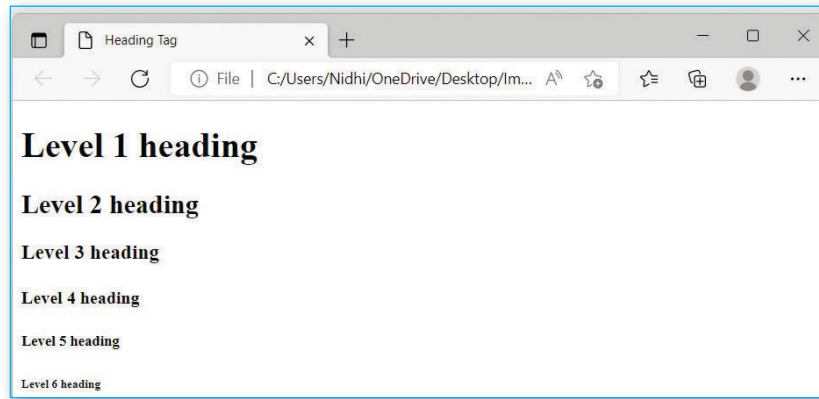 Heading Tag
File | C:/Users/Nidhi/OneDrive/Desktop/Im... A
Level 1 heading
Level 2 heading
Level 3 heading
Level 4 heading
Level 5 heading
Level 6 heading